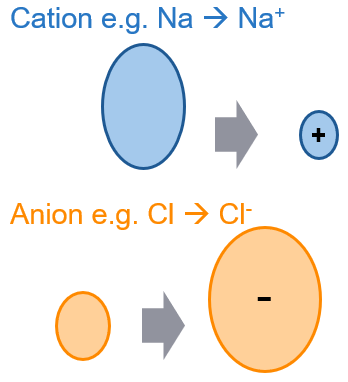 Cation e.g. Na → Na⁺
+
Anion e.g. Cl → Cl⁻
-